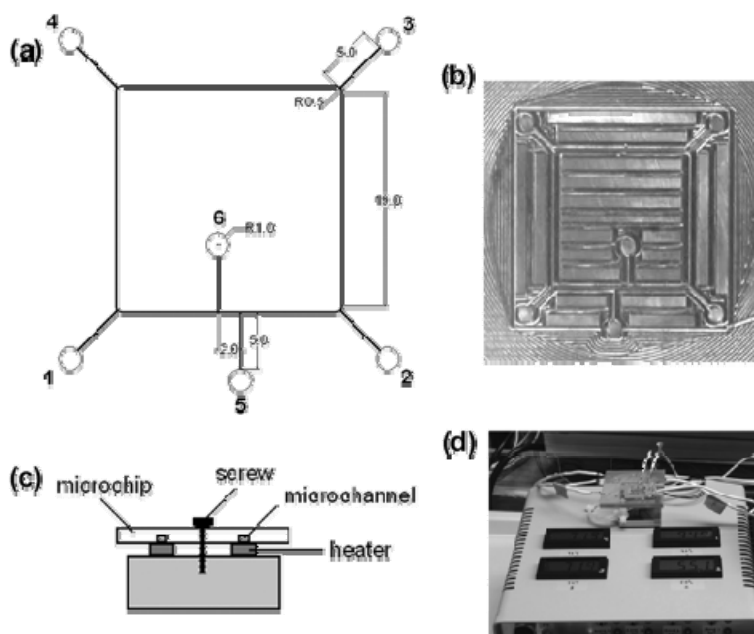 (a)
4
3
5.0
R0.5
6
R1.0
2.0
5.0
1
2
5
(b)
(c)
screw
microchip
microchannel
heater
(d)